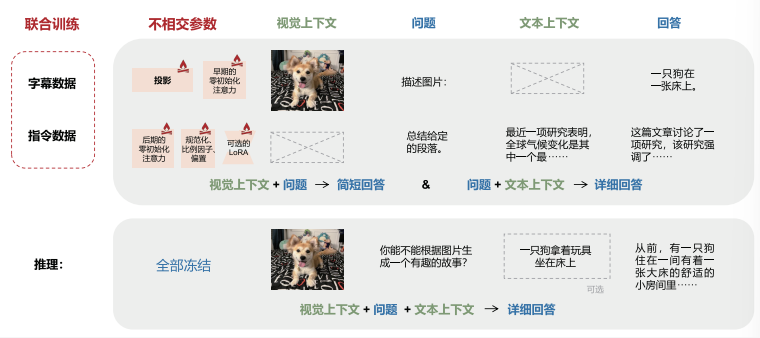 联合训练 不相交参数 视觉上下文 问题 文本上下文 回答
字幕数据
投影
早期的
零初始化
注意力
描述图片:
一只狗在
一张床上。
指令数据
后期的
零初始化
注意力
规范化、
比例因子、
偏置
可选的
LoRA
总结给定
的段落。
最近一项研究表明，
全球气候变化是其
中一个最……
这篇文章讨论了一
项研究，该研究强
调了……
视觉上下文 + 问题 → 简短回答 & 问题 + 文本上下文 → 详细回答
推理:
全部冻结
你能不能根据图片生
成一个有趣的故事?
一只狗拿着玩具
坐在床上
可选
从前，有一只狗
住在一间有着一
张大床的舒适的
小房间里……
视觉上下文 + 问题 + 文本上下文 → 详细回答